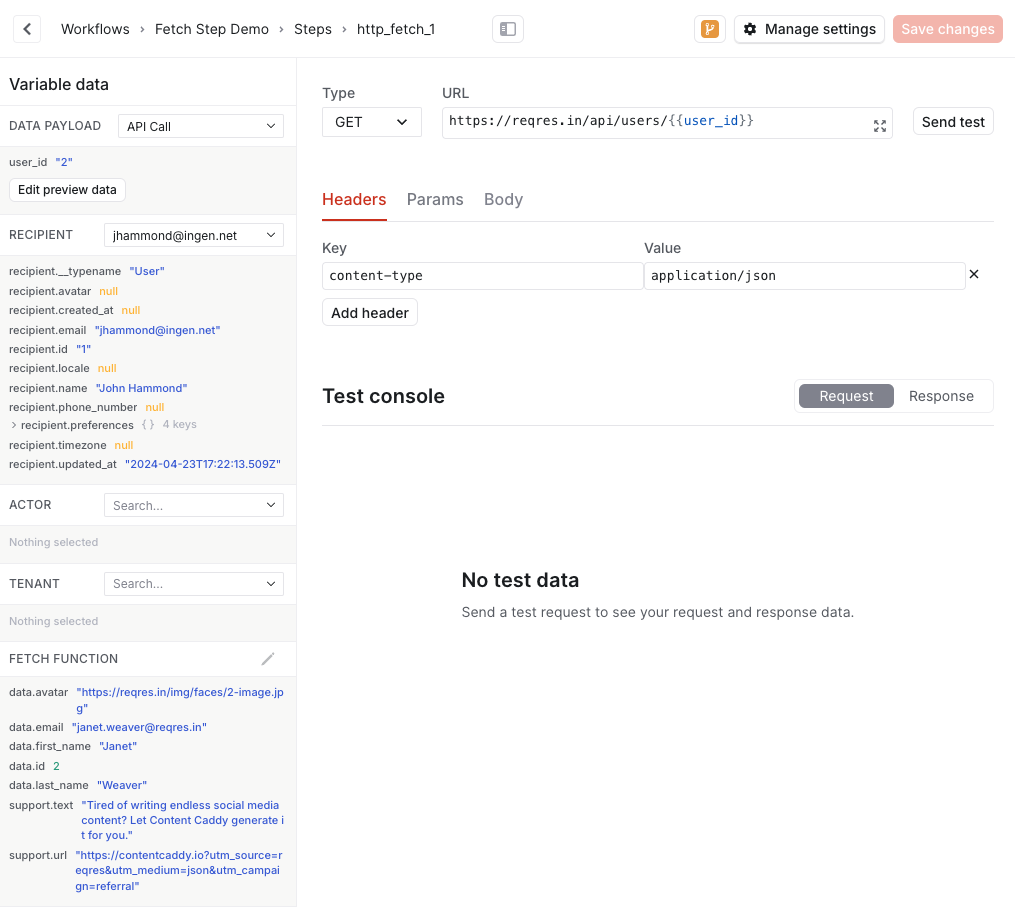 Workflows › Fetch Step Demo › Steps › http_fetch_1
Manage settings
Save changes
Variable data
DATA PAYLOAD
API Call
user_id "2"
Edit preview data
RECIPIENT
jhammond@ingen.net
recipient.__typename "User"
recipient.avatar null
recipient.created_at null
recipient.email "jhammond@ingen.net"
recipient.id "1"
recipient.locale null
recipient.name "John Hammond"
recipient.phone_number null
recipient.preferences { } 4 keys
recipient.timezone null
recipient.updated_at "2024-04-23T17:22:13.509Z"
ACTOR
Search...
Nothing selected
TENANT
Search...
Nothing selected
FETCH FUNCTION
data.avatar "https://reqres.in/img/faces/2-image.jp
g"
data.email "janet.weaver@reqres.in"
data.first_name "Janet"
data.id 2
data.last_name "Weaver"
support.text "Tired of writing endless social media
content? Let Content Caddy generate i
t for you."
support.url "https://contentcaddy.io?utm_source=r
eqres&utm_medium=json&utm_campai
gn=referral"
Type
URL
GET
https://reqres.in/api/users/{{user_id}}
Send test
Headers
Params
Body
Key
Value
content-type
application/json
Add header
Test console
Request
Response
No test data
Send a test request to see your request and response data.